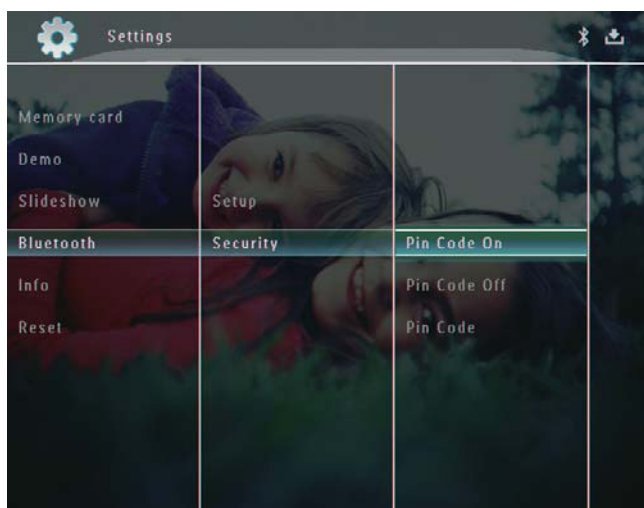 Settings
Memory card
Demo
Slideshow
Bluetooth
Info
Reset
Setup
Security
Pin Code On
Pin Code Off
Pin Code